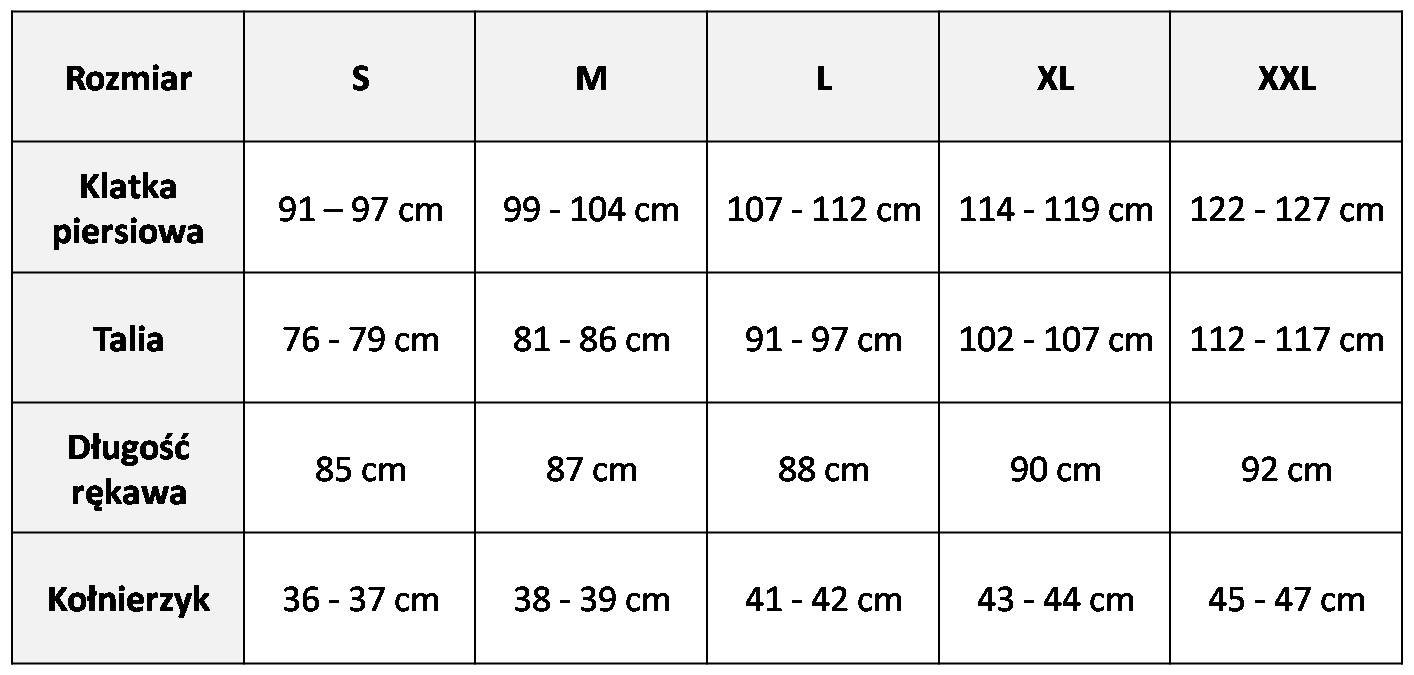 Rozmiar S M L XL XXL
Klatka
piersiowa 91 – 97 cm 99 - 104 cm 107 - 112 cm 114 - 119 cm 122 - 127 cm
Talia 76 - 79 cm 81 - 86 cm 91 - 97 cm 102 - 107 cm 112 - 117 cm
Długość
rękawa 85 cm 87 cm 88 cm 90 cm 92 cm
Kołnierzyk 36 - 37 cm 38 - 39 cm 41 - 42 cm 43 - 44 cm 45 - 47 cm